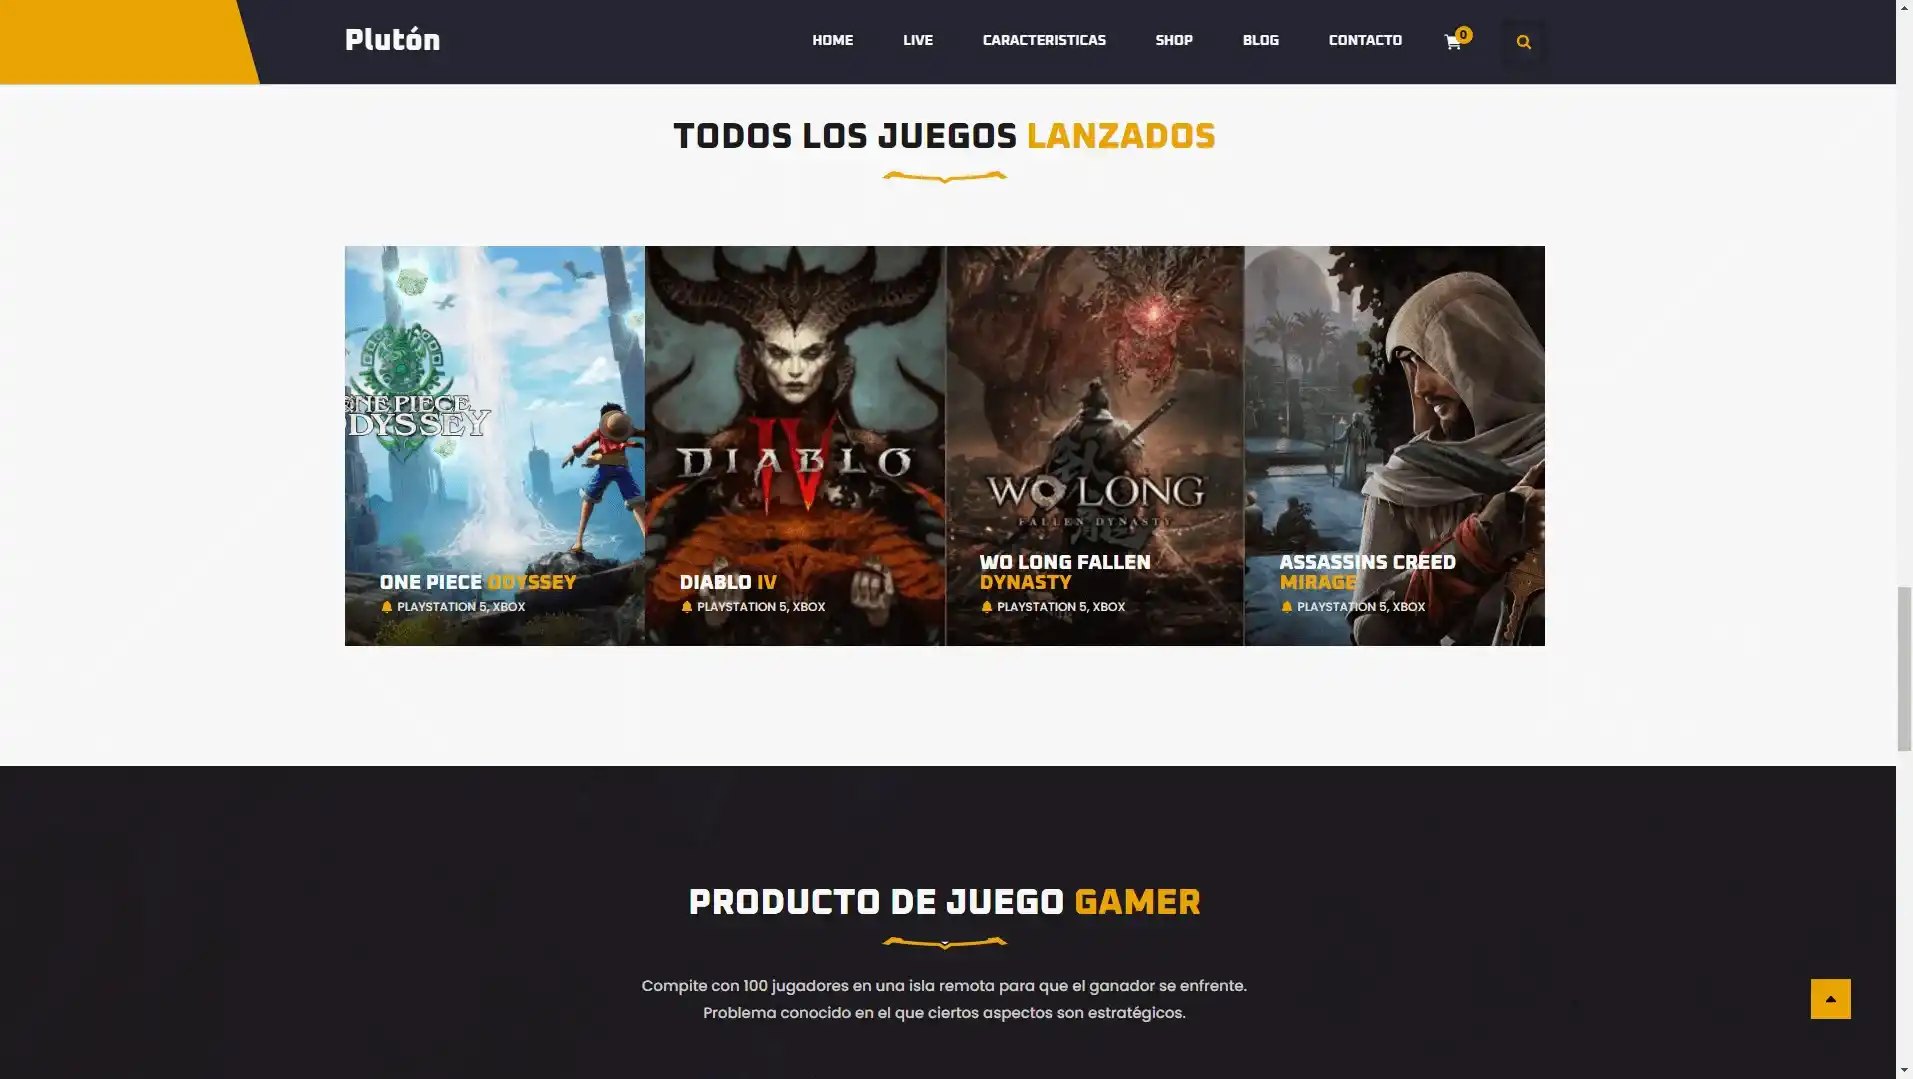 Plutón
HOME LIVE CARACTERISTICAS SHOP BLOG CONTACTO 0
TODOS LOS JUEGOS LANZADOS
ONE PIECE
ODYSSEY
DIABLO IV
WO LONG
FALLEN DYNASTY
ONE PIECE ODYSSEY
PLAYSTATION 5, XBOX
DIABLO IV
PLAYSTATION 5, XBOX
WO LONG FALLEN
DYNASTY
PLAYSTATION 5, XBOX
ASSASSINS CREED
MIRAGE
PLAYSTATION 5, XBOX
PRODUCTO DE JUEGO GAMER
Compite con 100 jugadores en una isla remota para que el ganador se enfrente.
Problema conocido en el que ciertos aspectos son estratégicos.